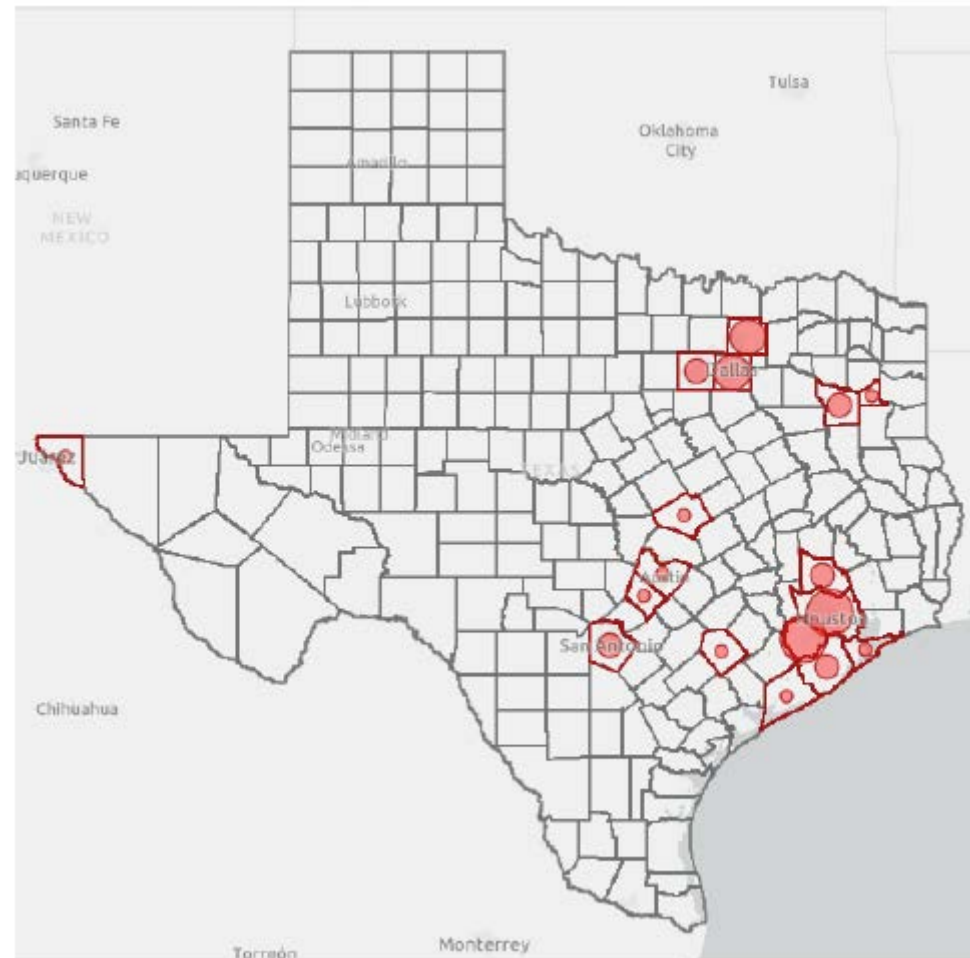 Tulsa
Santa Fe
Oklahoma
City
Amarillo
uquerque
NEW
MEXICO
Lubbock
Dallas
Midland
Odessa
Juárez
TEXAS
Austin
Houston
San Antonio
Chihuahua
Monterrey
Torreón